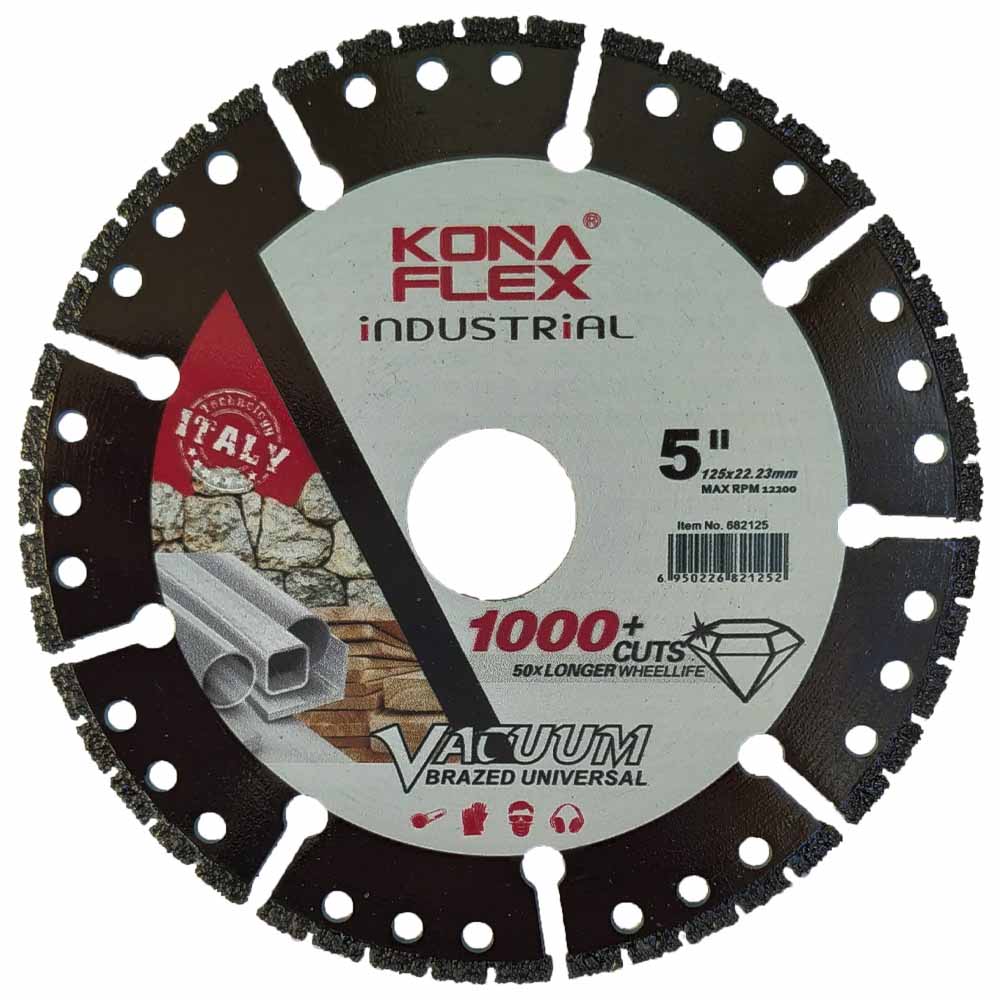 KONA
FLEX ®
iNDUSTRiAL
Technology
ITALY
5"
125x22.23mm
MAX RPM 12200
Item No. 682125
6 950226 821252
1000+
CUTS
50x LONGER WHEELLIFE
VACUUM
BRAZED UNIVERSAL